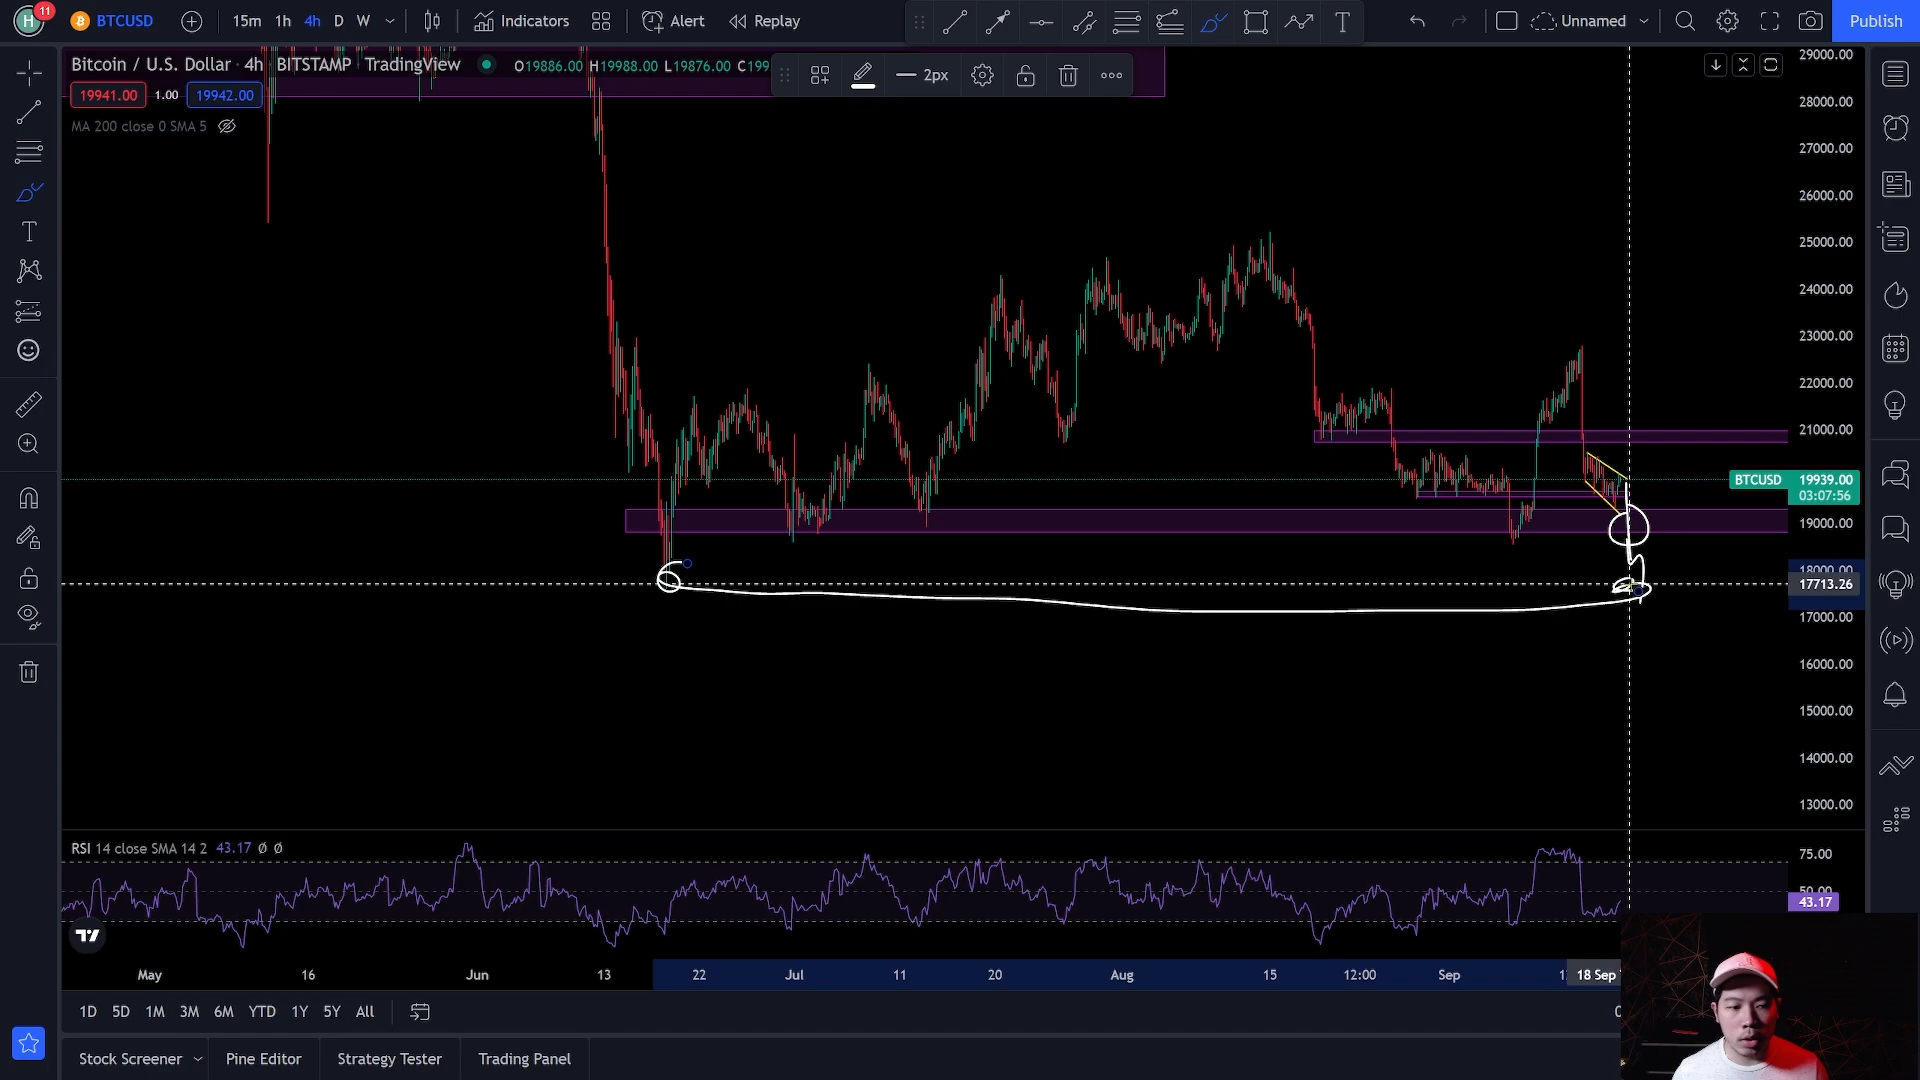 H 11 BTCUSD 15m 1h 4h D W Indicators Alert Replay T Unnamed Publish
Bitcoin / U.S. Dollar · 4h · BITSTAMP · TradingView O19886.00 H19988.00 L19876.00 C199
2px
19941.00 1.00 19942.00
MA 200 close 0 SMA 5
29000.00
28000.00
27000.00
26000.00
25000.00
24000.00
23000.00
22000.00
21000.00
BTCUSD 19939.00
03:07:56
19000.00
18000.00
17713.26
17000.00
16000.00
15000.00
14000.00
13000.00
RSI 14 close SMA 14 2 43.17 Ø Ø
75.00
50.00
43.17
May 16 Jun 13 22 Jul 11 20 Aug 15 12:00 Sep 18 Sep
1D 5D 1M 3M 6M YTD 1Y 5Y All
Stock Screener Pine Editor Strategy Tester Trading Panel